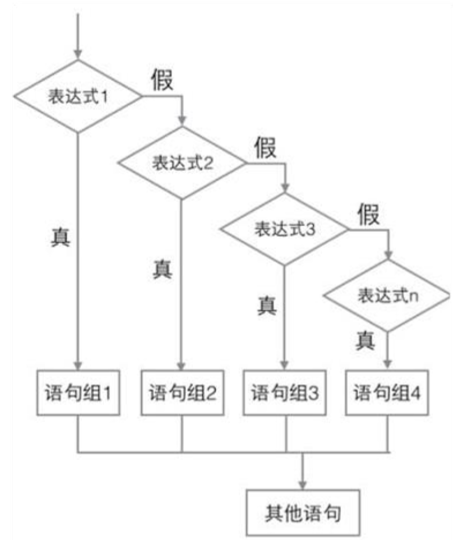 假
表达式1
假
表达式2
假
表达式3
真
表达式n
真
真
真
语句组1
语句组2
语句组3
语句组4
其他语句